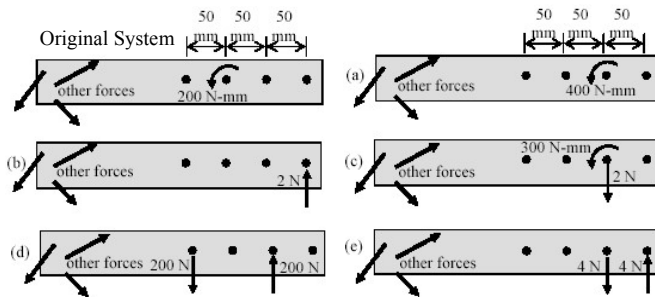 50 50 50
mm mm mm
Original System
other forces
200 N-mm
50 50 50
mm mm mm
(a)
other forces
400 N-mm
(b)
other forces
2 N
(c)
300 N-mm
other forces
2 N
(d)
other forces
200 N
200 N
(e)
other forces
4 N
4 N